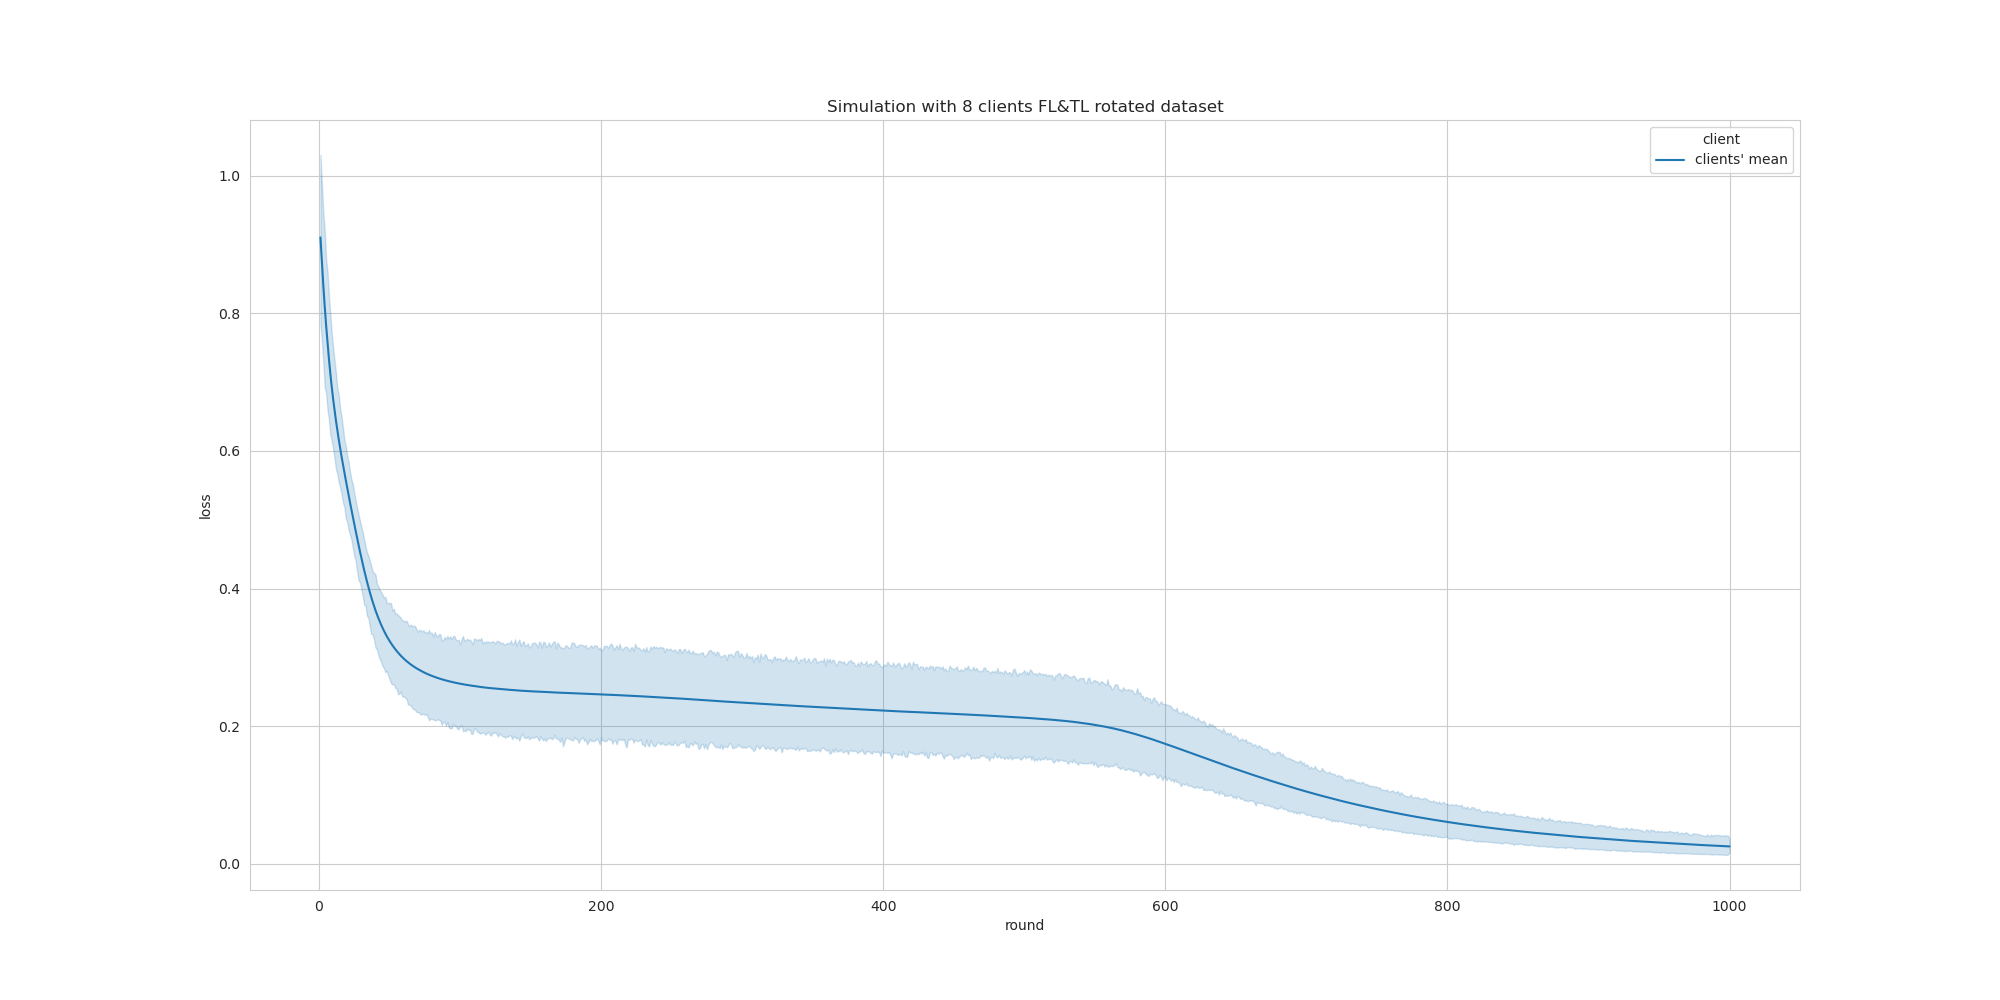 Simulation with 8 clients FL&TL rotated dataset
client
clients' mean
1.0
0.8
0.6
0.4
0.2
0.0
loss
0 200 400 600 800 1000
round